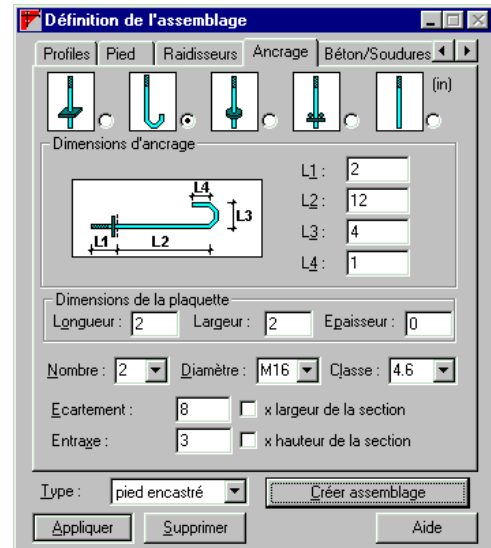 Définition de l'assemblage
Profiles Pied Raidisseurs Ancrage Béton/Soudures
(in)
Dimensions d'ancrage
L1 L2 L3 L4
L1 : 2
L2 : 12
L3 : 4
L4 : 1
Dimensions de la plaquette
Longueur : 2 Largeur : 2 Epaisseur : 0
Nombre : 2 Diamètre : M16 Classe : 4.6
Ecartement : 8 x largeur de la section
Entraxe : 3 x hauteur de la section
Type : pied encastré Créer assemblage
Appliquer Supprimer Aide